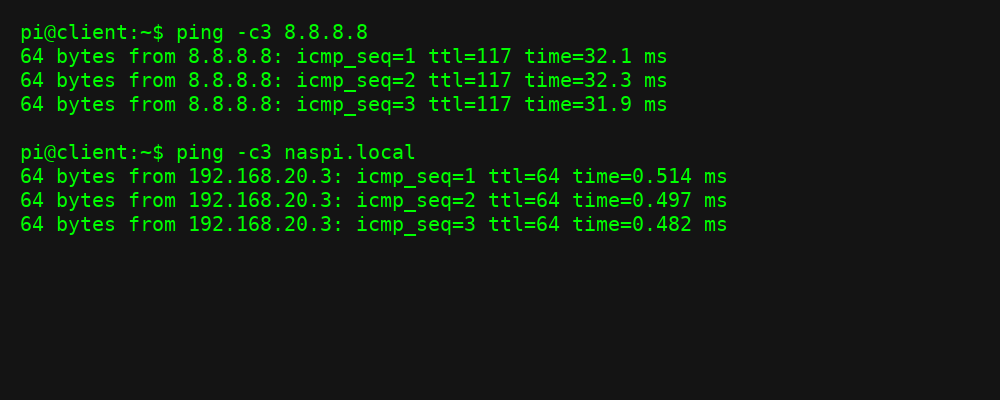 pi@client:~$ ping -c3 8.8.8.8
64 bytes from 8.8.8.8: icmp_seq=1 ttl=117 time=32.1 ms
64 bytes from 8.8.8.8: icmp_seq=2 ttl=117 time=32.3 ms
64 bytes from 8.8.8.8: icmp_seq=3 ttl=117 time=31.9 ms

pi@client:~$ ping -c3 naspi.local
64 bytes from 192.168.20.3: icmp_seq=1 ttl=64 time=0.514 ms
64 bytes from 192.168.20.3: icmp_seq=2 ttl=64 time=0.497 ms
64 bytes from 192.168.20.3: icmp_seq=3 ttl=64 time=0.482 ms